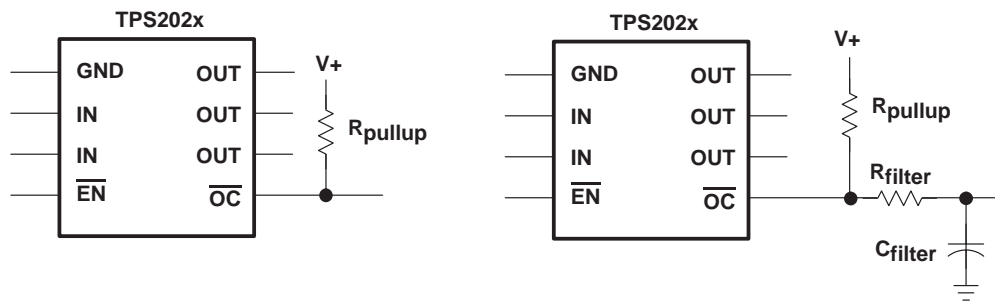 TPS202x
GND OUT
IN OUT
IN OUT
EN OC
V+
Rpullup
TPS202x
GND OUT
IN OUT
IN OUT
EN OC
V+
Rpullup
Rfilter
Cfilter